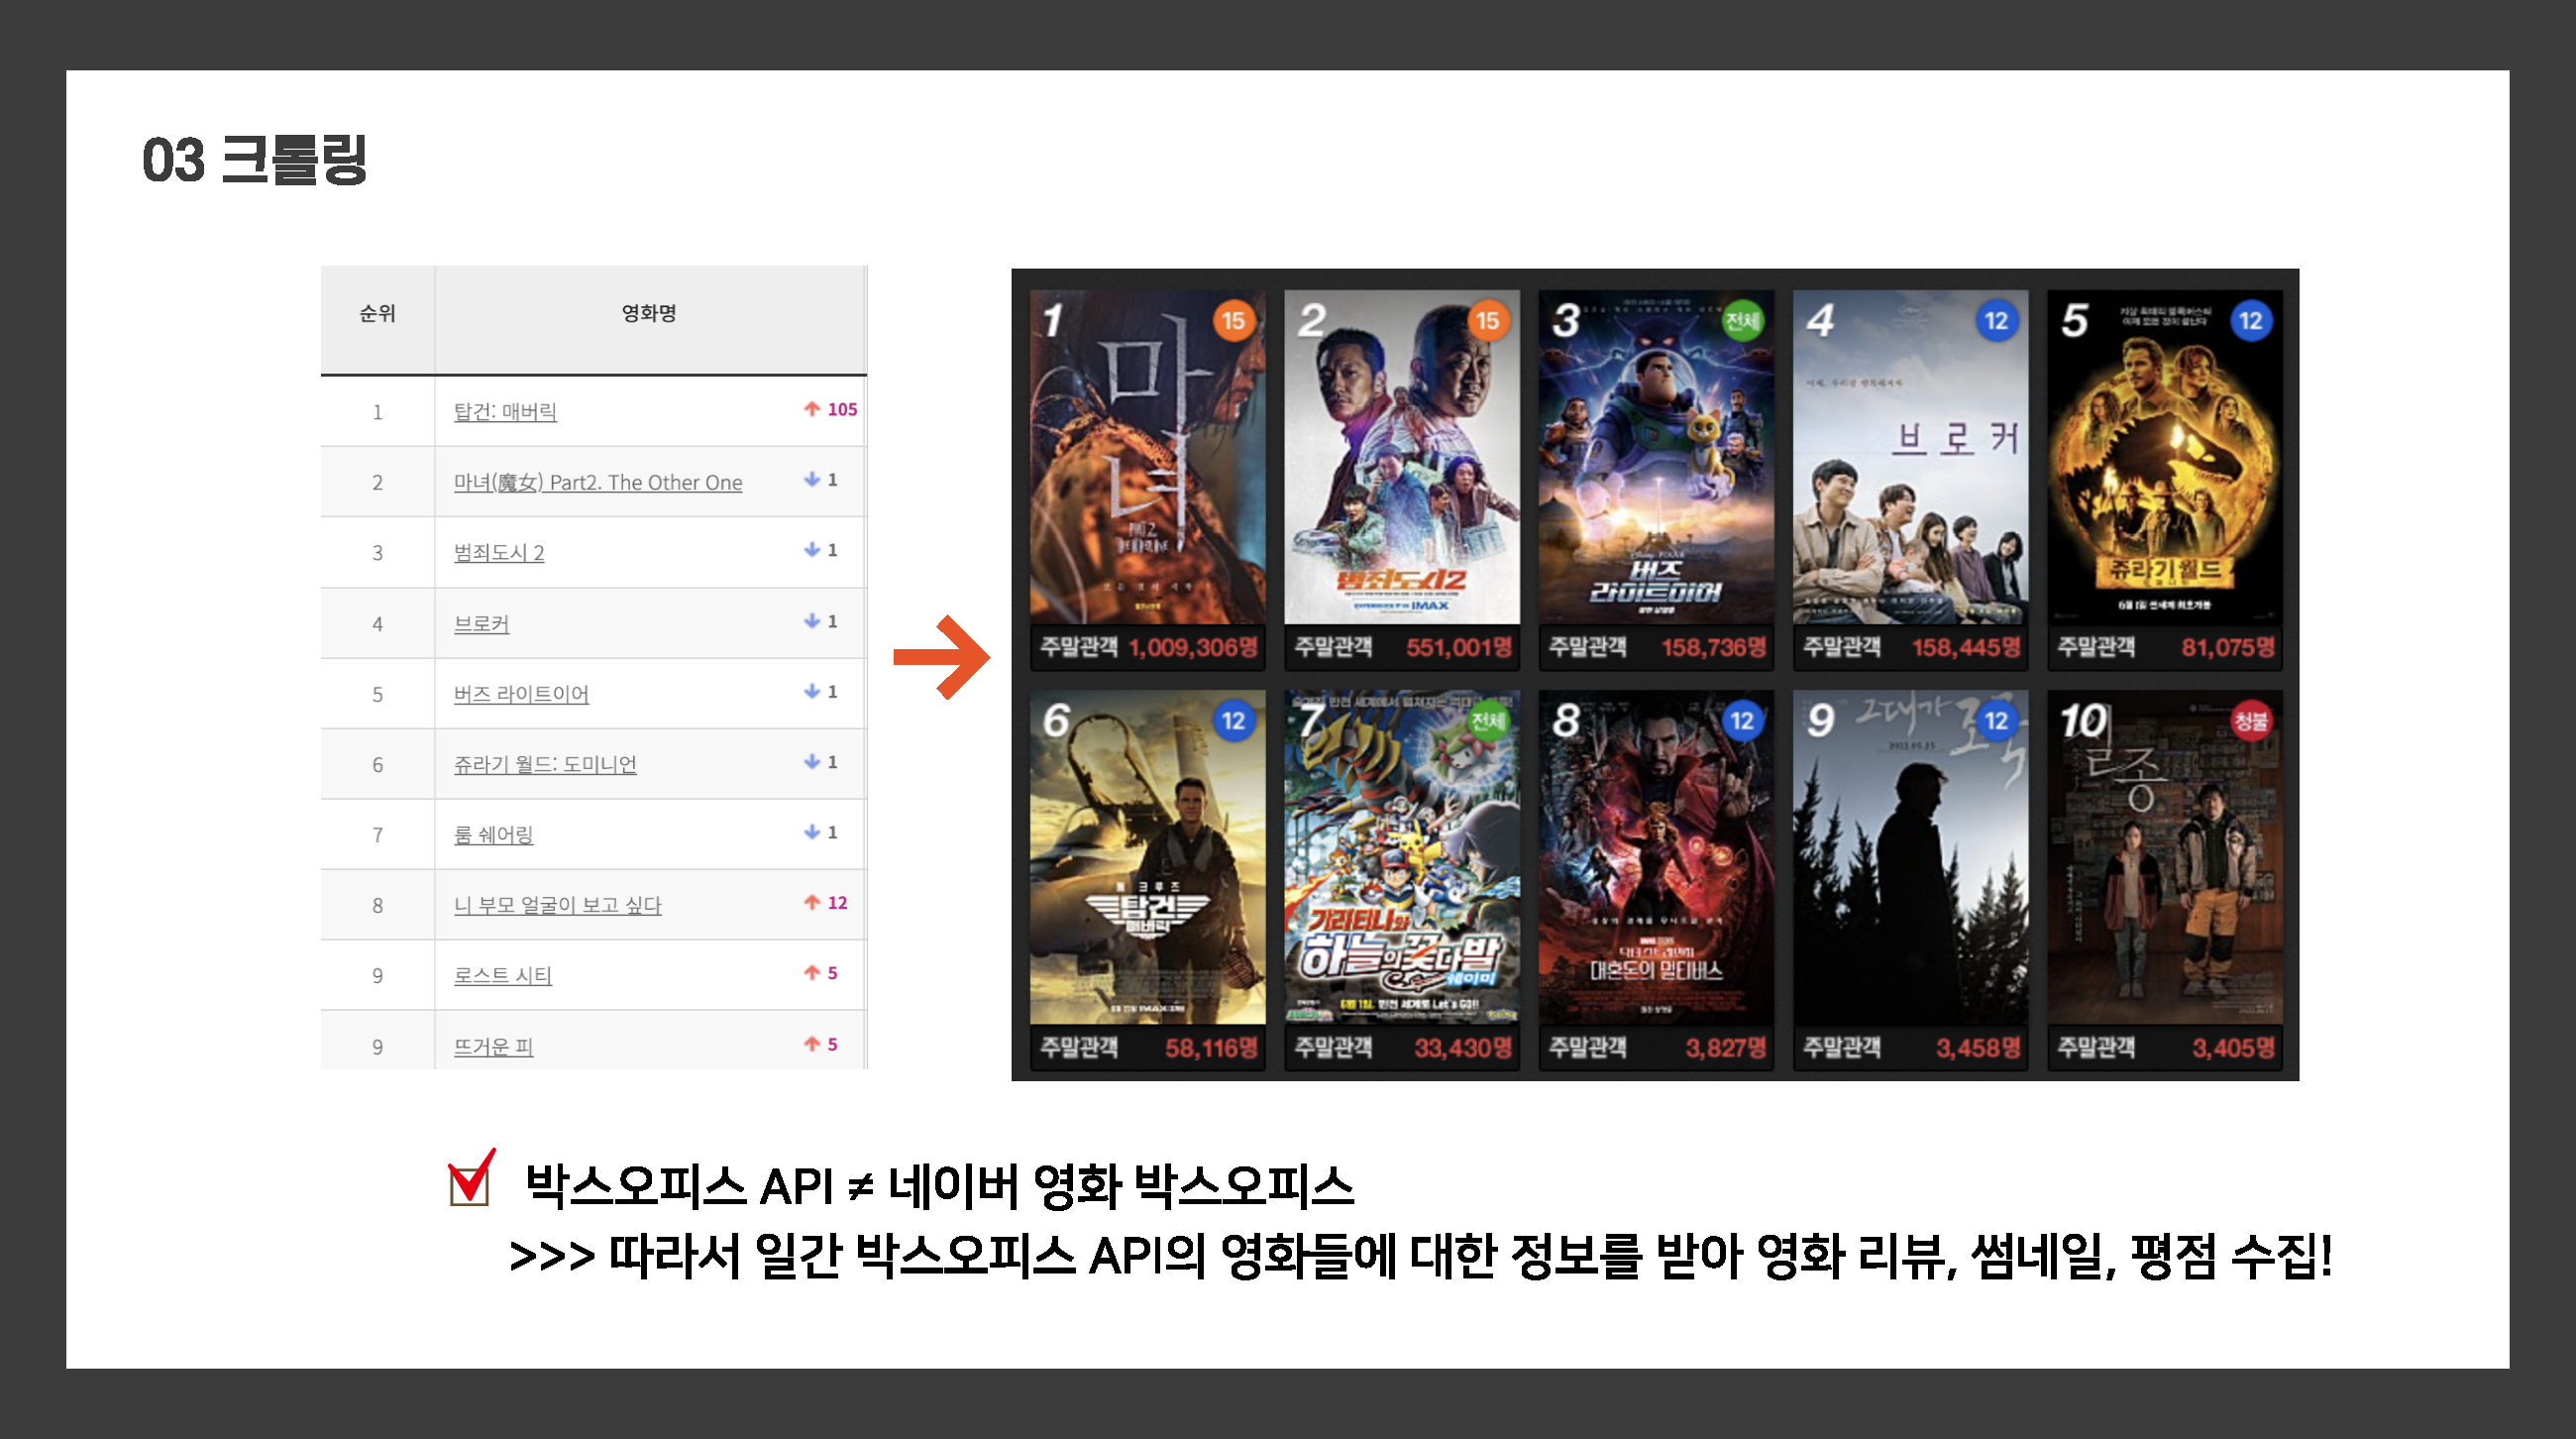 03 크롤링
순위 영화명
1 탑건: 매버릭 105
2 마녀(魔女) Part2. The Other One 1
3 범죄도시 2 1
4 브로커 1
5 버즈 라이트이어 1
6 쥬라기 월드: 도미니언 1
7 룸 쉐어링 1
8 니 부모 얼굴이 보고 싶다 12
9 로스트 시티 5
9 뜨거운 피 5
1 15
마녀
주말관객 1,009,306명
2 15
범죄도시2
IMAX
주말관객 551,001명
3 전체
버즈
라이트이어
주말관객 158,736명
4 12
브로커
주말관객 158,445명
5 12
쥬라기월드
주말관객 81,075명
6 12
톰 크루즈
탑건
매버릭
주말관객 58,116명
7 전체
기라티나와
하늘의 꽃다발
쉐이미
주말관객 33,430명
8 12
대혼돈의 멀티버스
주말관객 3,827명
9 12
그대가 조국
2022.05.25
주말관객 3,458명
10 청불
주말관객 3,405명
박스오피스 API ≠ 네이버 영화 박스오피스
>>> 따라서 일간 박스오피스 API의 영화들에 대한 정보를 받아 영화 리뷰, 썸네일, 평점 수집!